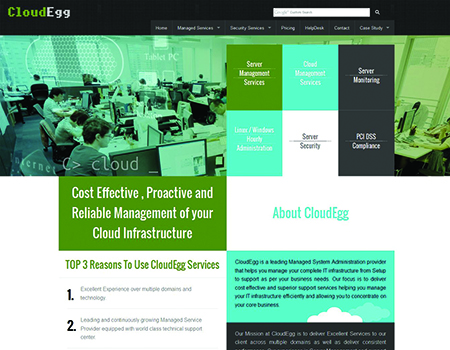 CloudEgg
Google Custom Search
Home Managed Services Security Services Pricing HelpDesk Contact Case Study
Tablet PC
Server
Management
Services
Cloud
Management
Services
Server
Monitoring
Linux / Windows
Hourly
Administration
Server
Security
PCI DSS
Compliance
internet C> cloud _
Cost Effective , Proactive and
Reliable Management of your
Cloud Infrastructure
About CloudEgg
TOP 3 Reasons To Use CloudEgg Services
1. Excellent Experience over multiple domains and
technology.
2. Leading and continously growing Managed Service
Provider equipped with world class technical support
center.
CloudEgg is a leading Managed System Administration provider
that helps you manage your complete IT infrastructure from Setup
to support as per your business needs. Our focus is to deliver
cost effective and superior support services helping you manage
your IT infrastructure efficiently and allowing you to concentrate on
your core business.
Our Mission at CloudEgg is to deliver Excellent Services to our
client across multiple domains as well as deliver consistent